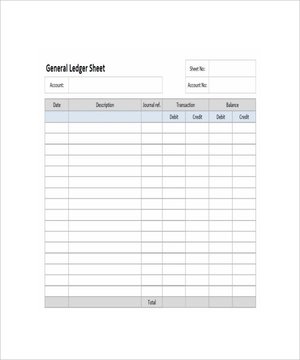 General Ledger Sheet
Sheet No:
Account:
Account No:
Date Description Journal ref. Transaction Balance
Debit Credit Debit Credit
Total